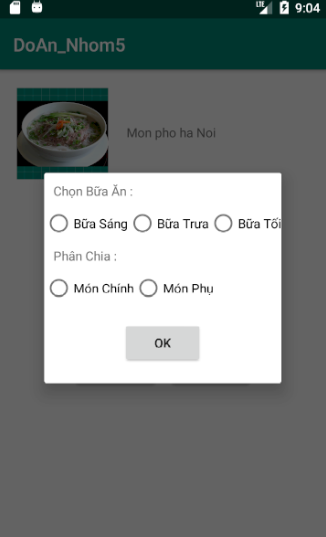 LTE 9:04
DoAn_Nhom5
Mon pho ha Noi
Chọn Bữa Ăn :
Bữa Sáng Bữa Trưa Bữa Tối
Phân Chia :
Món Chính Món Phụ
OK